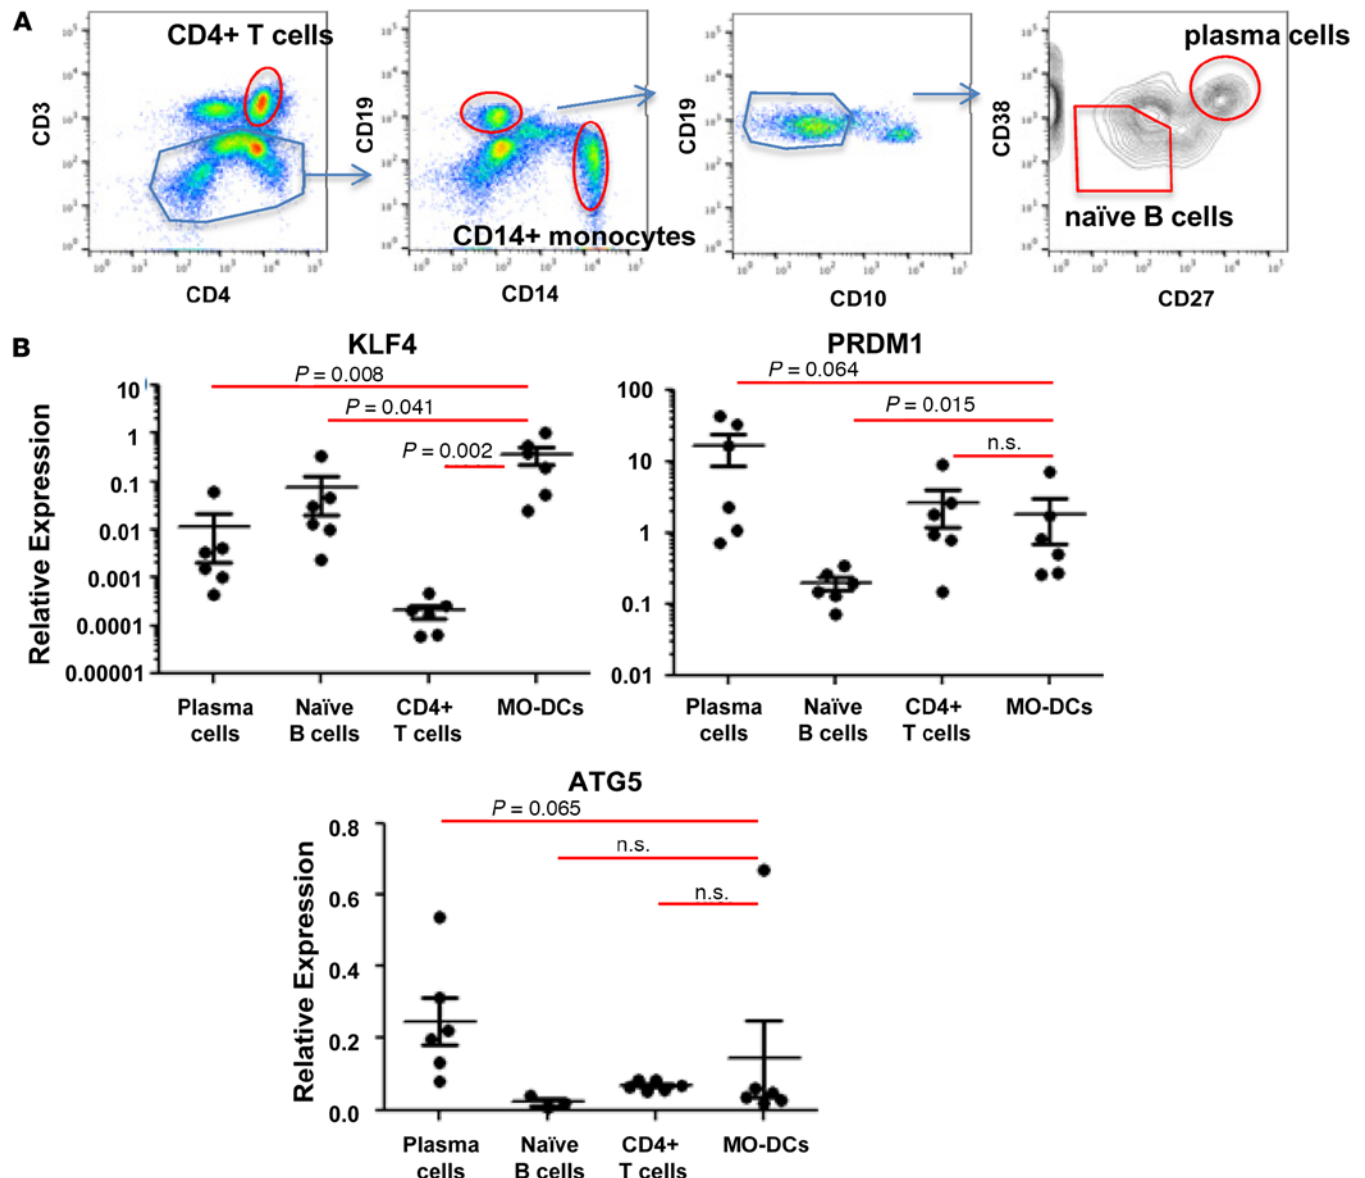 A
CD4+ T cells
plasma cells
CD3
CD19
CD19
CD38
CD14+ monocytes
naïve B cells
CD4
CD14
CD10
CD27
B
KLF4
PRDM1
P = 0.008
P = 0.041
P = 0.002
P = 0.064
P = 0.015
n.s.
Relative Expression
10
1
0.1
0.01
0.001
0.0001
0.00001
100
10
1
0.1
0.01
Plasma cells
Naïve B cells
CD4+ T cells
MO-DCs
Plasma cells
Naïve B cells
CD4+ T cells
MO-DCs
ATG5
P = 0.065
n.s.
n.s.
Relative Expression
0.8
0.6
0.4
0.2
0.0
Plasma cells
Naïve B cells
CD4+ T cells
MO-DCs